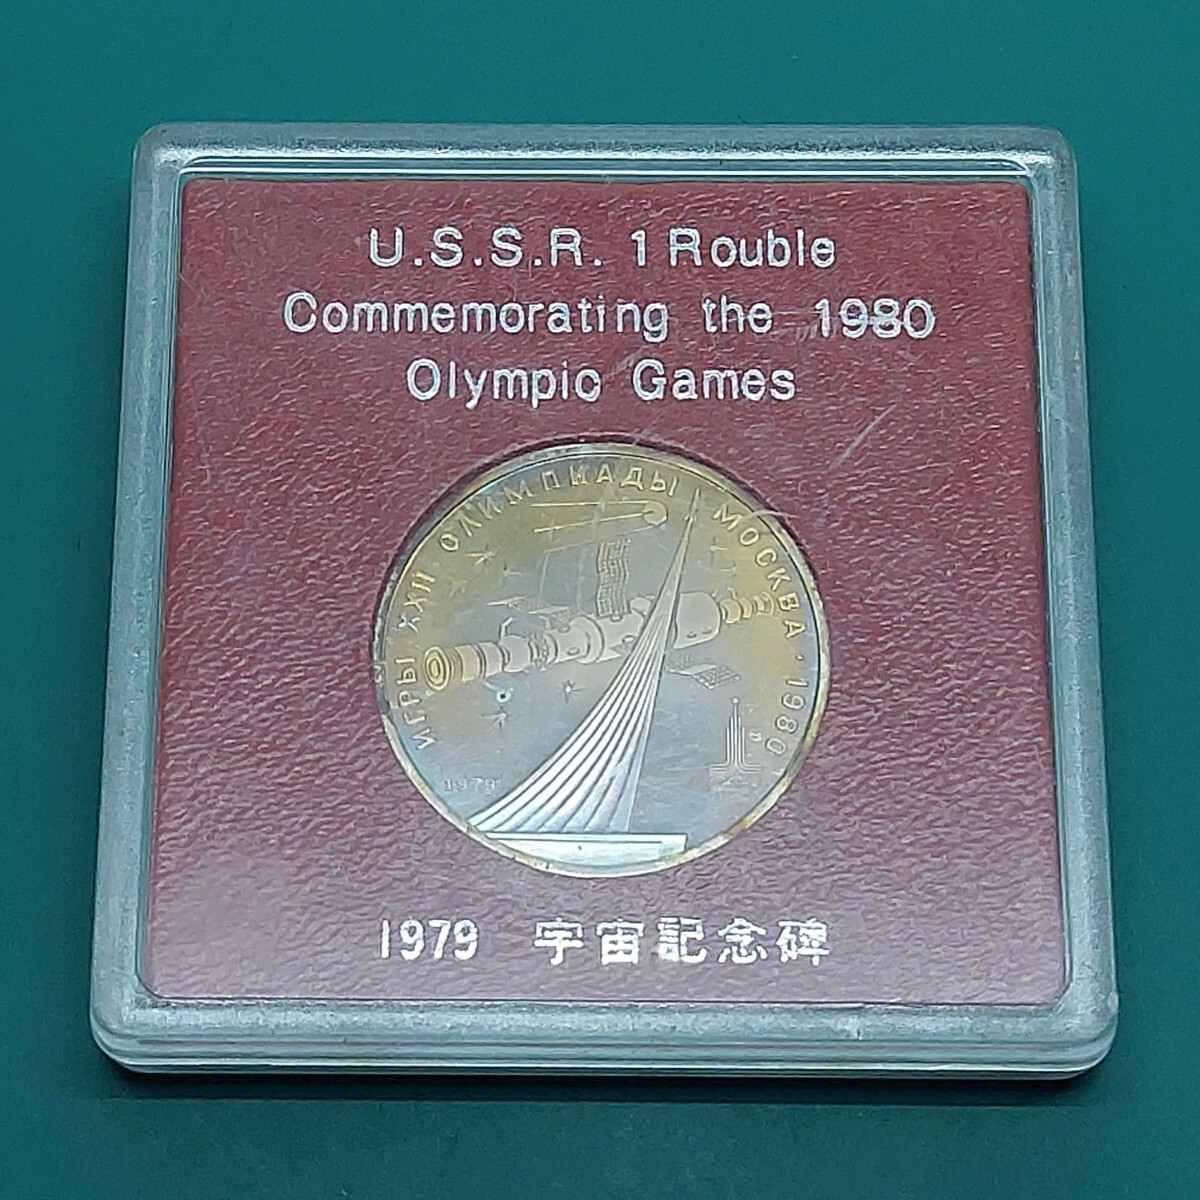 U.S.S.R. 1 Rouble
Commemorating the 1980
Olympic Games
ИГРЫ XXII ОЛИМПИАДЫ · МОСКВА · 1980
1979
1979 宇宙記念碑